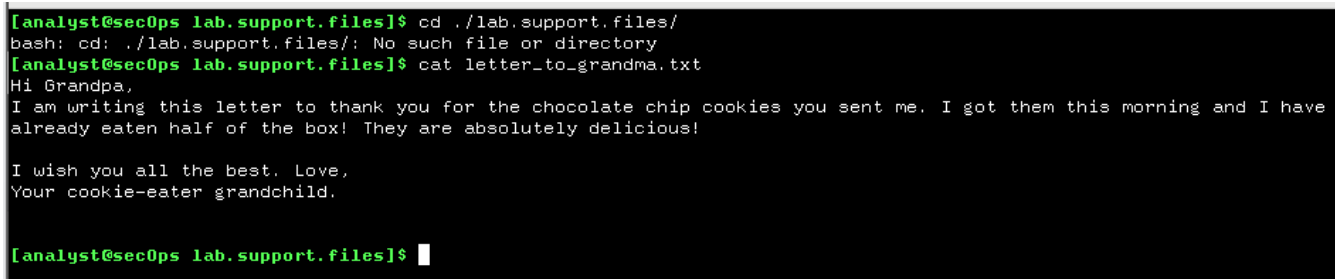 [analyst@secOps lab.support.files]$ cd ./lab.support.files/
bash: cd: ./lab.support.files/: No such file or directory
[analyst@secOps lab.support.files]$ cat letter_to_grandma.txt
Hi Grandpa,
I am writing this letter to thank you for the chocolate chip cookies you sent me. I got them this morning and I have
already eaten half of the box! They are absolutely delicious!
I wish you all the best. Love,
Your cookie-eater grandchild.
[analyst@secOps lab.support.files]$